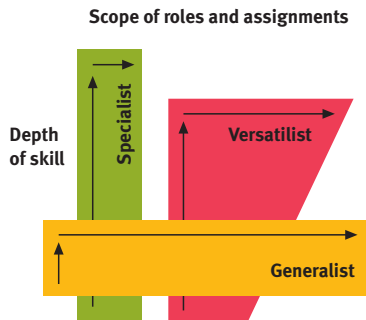 Scope of roles and assignments
Depth
of skill
Specialist
Versatilist
Generalist